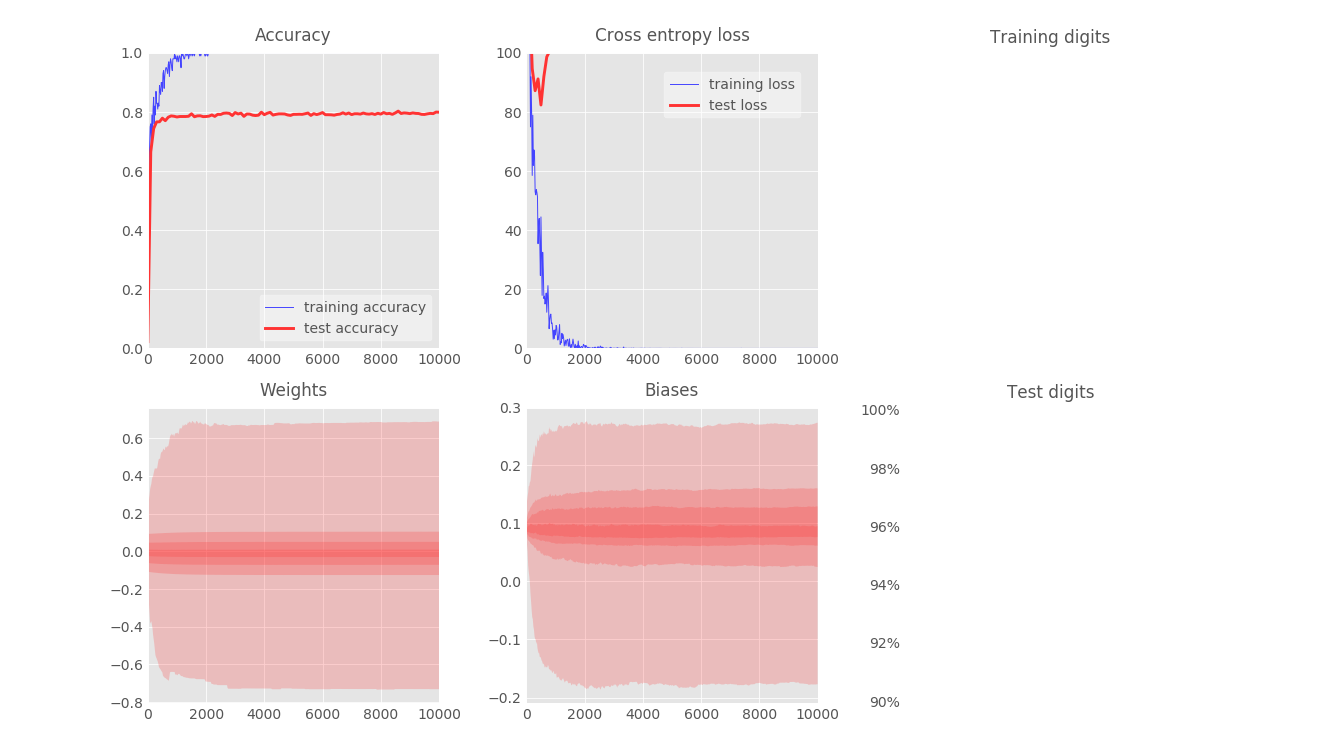 Accuracy
1.0
0.8
0.6
0.4
0.2
0.0
0 2000 4000 6000 8000 10000
training accuracy
test accuracy
Cross entropy loss
100
80
60
40
20
0
0 2000 4000 6000 8000 10000
training loss
test loss
Training digits
Weights
0.6
0.4
0.2
0.0
−0.2
−0.4
−0.6
−0.8
0 2000 4000 6000 8000 10000
Biases
0.3
0.2
0.1
0.0
−0.1
−0.2
0 2000 4000 6000 8000 10000
Test digits
100%
98%
96%
94%
92%
90%